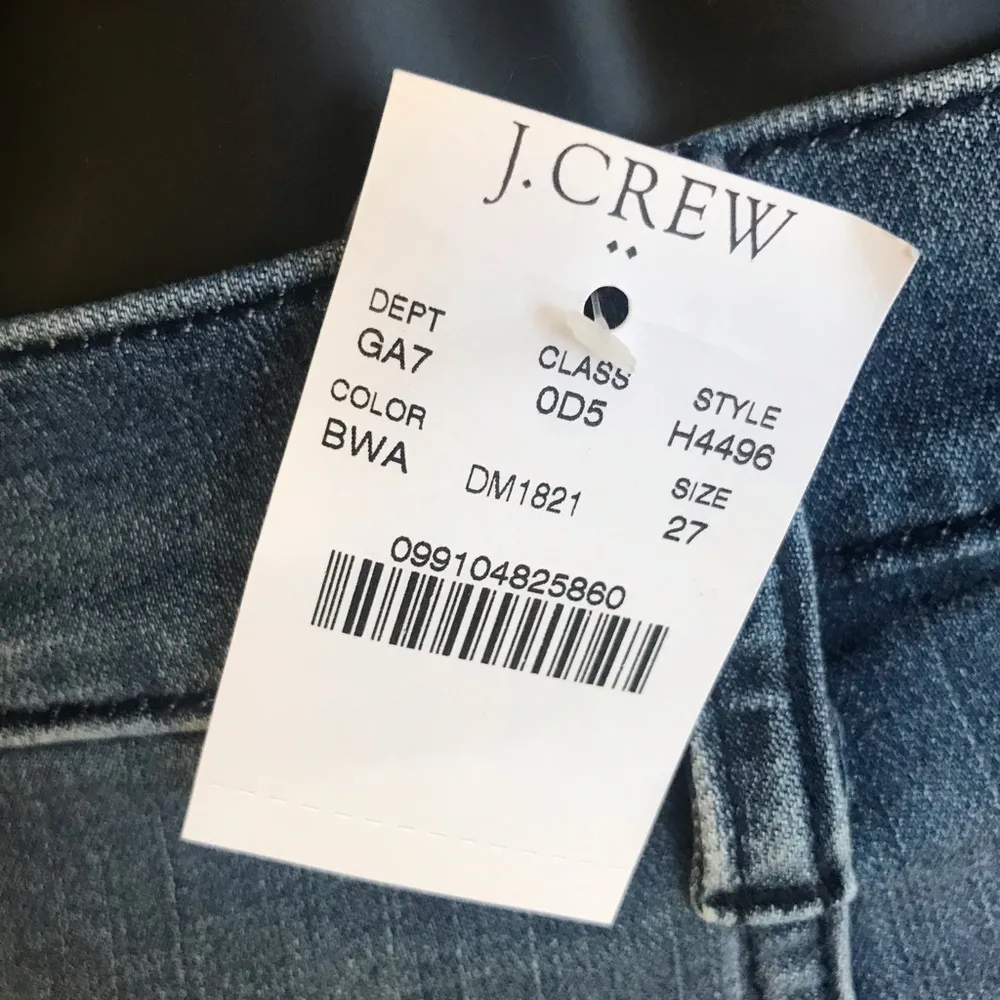 J.CREW
DEPT CLASS STYLE
GA7 0D5 H4496
COLOR SIZE
BWA DM1821 27
099104825860